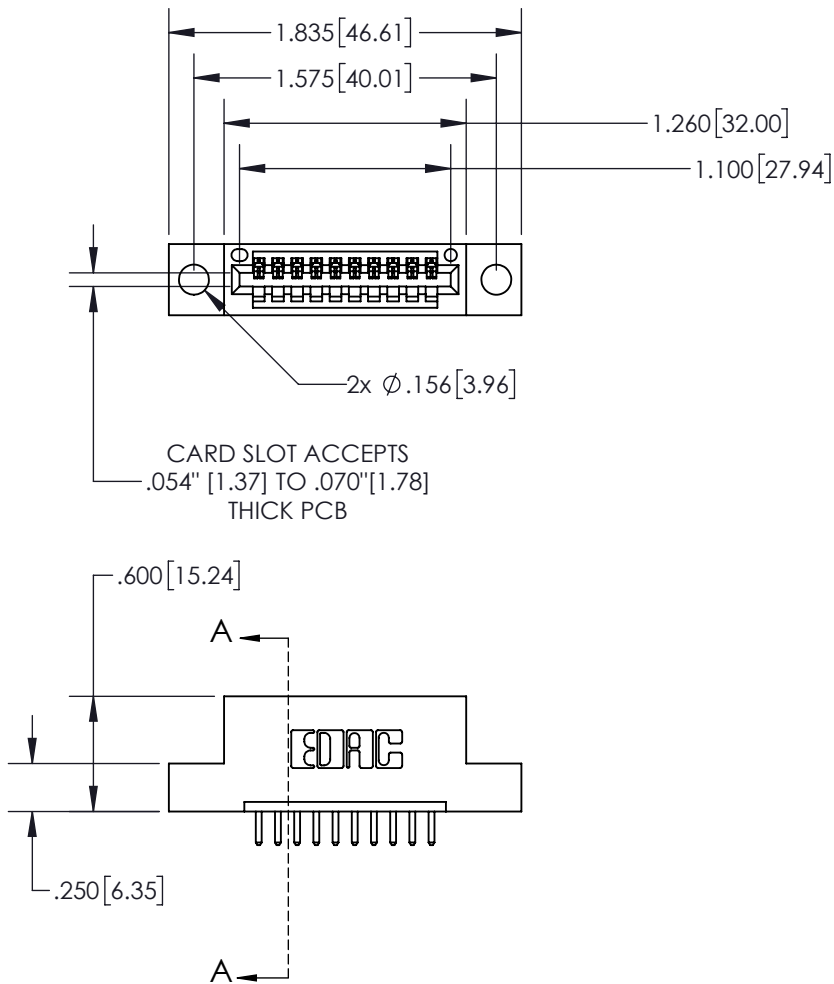 1.835[46.61]
1.575[40.01]
1.260[32.00]
1.100[27.94]
2x ∅.156[3.96]
CARD SLOT ACCEPTS
.054" [1.37] TO .070"[1.78]
THICK PCB
.600[15.24]
A
EDAC
.250[6.35]
A